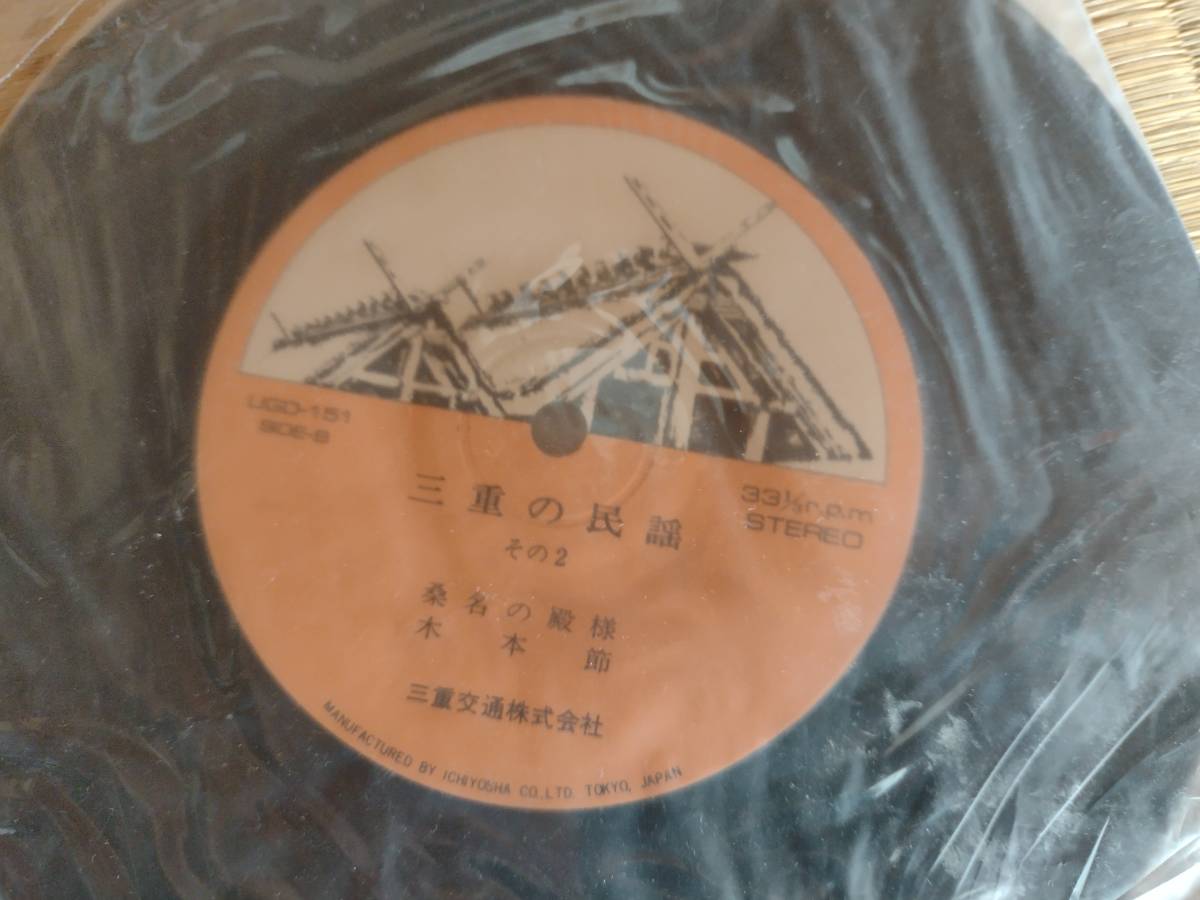 UGD-151
SIDE-B
33⅓r.p.m
STEREO
三重の民謡
その2
桑名の殿様
木本節
三重交通株式会社
MANUFACTURED BY ICHIYOSHA CO.,LTD. TOKYO, JAPAN